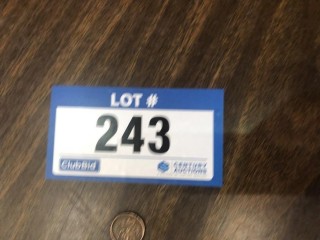 LOT #
243
ClubBid
CENTURY
AUCTIONS